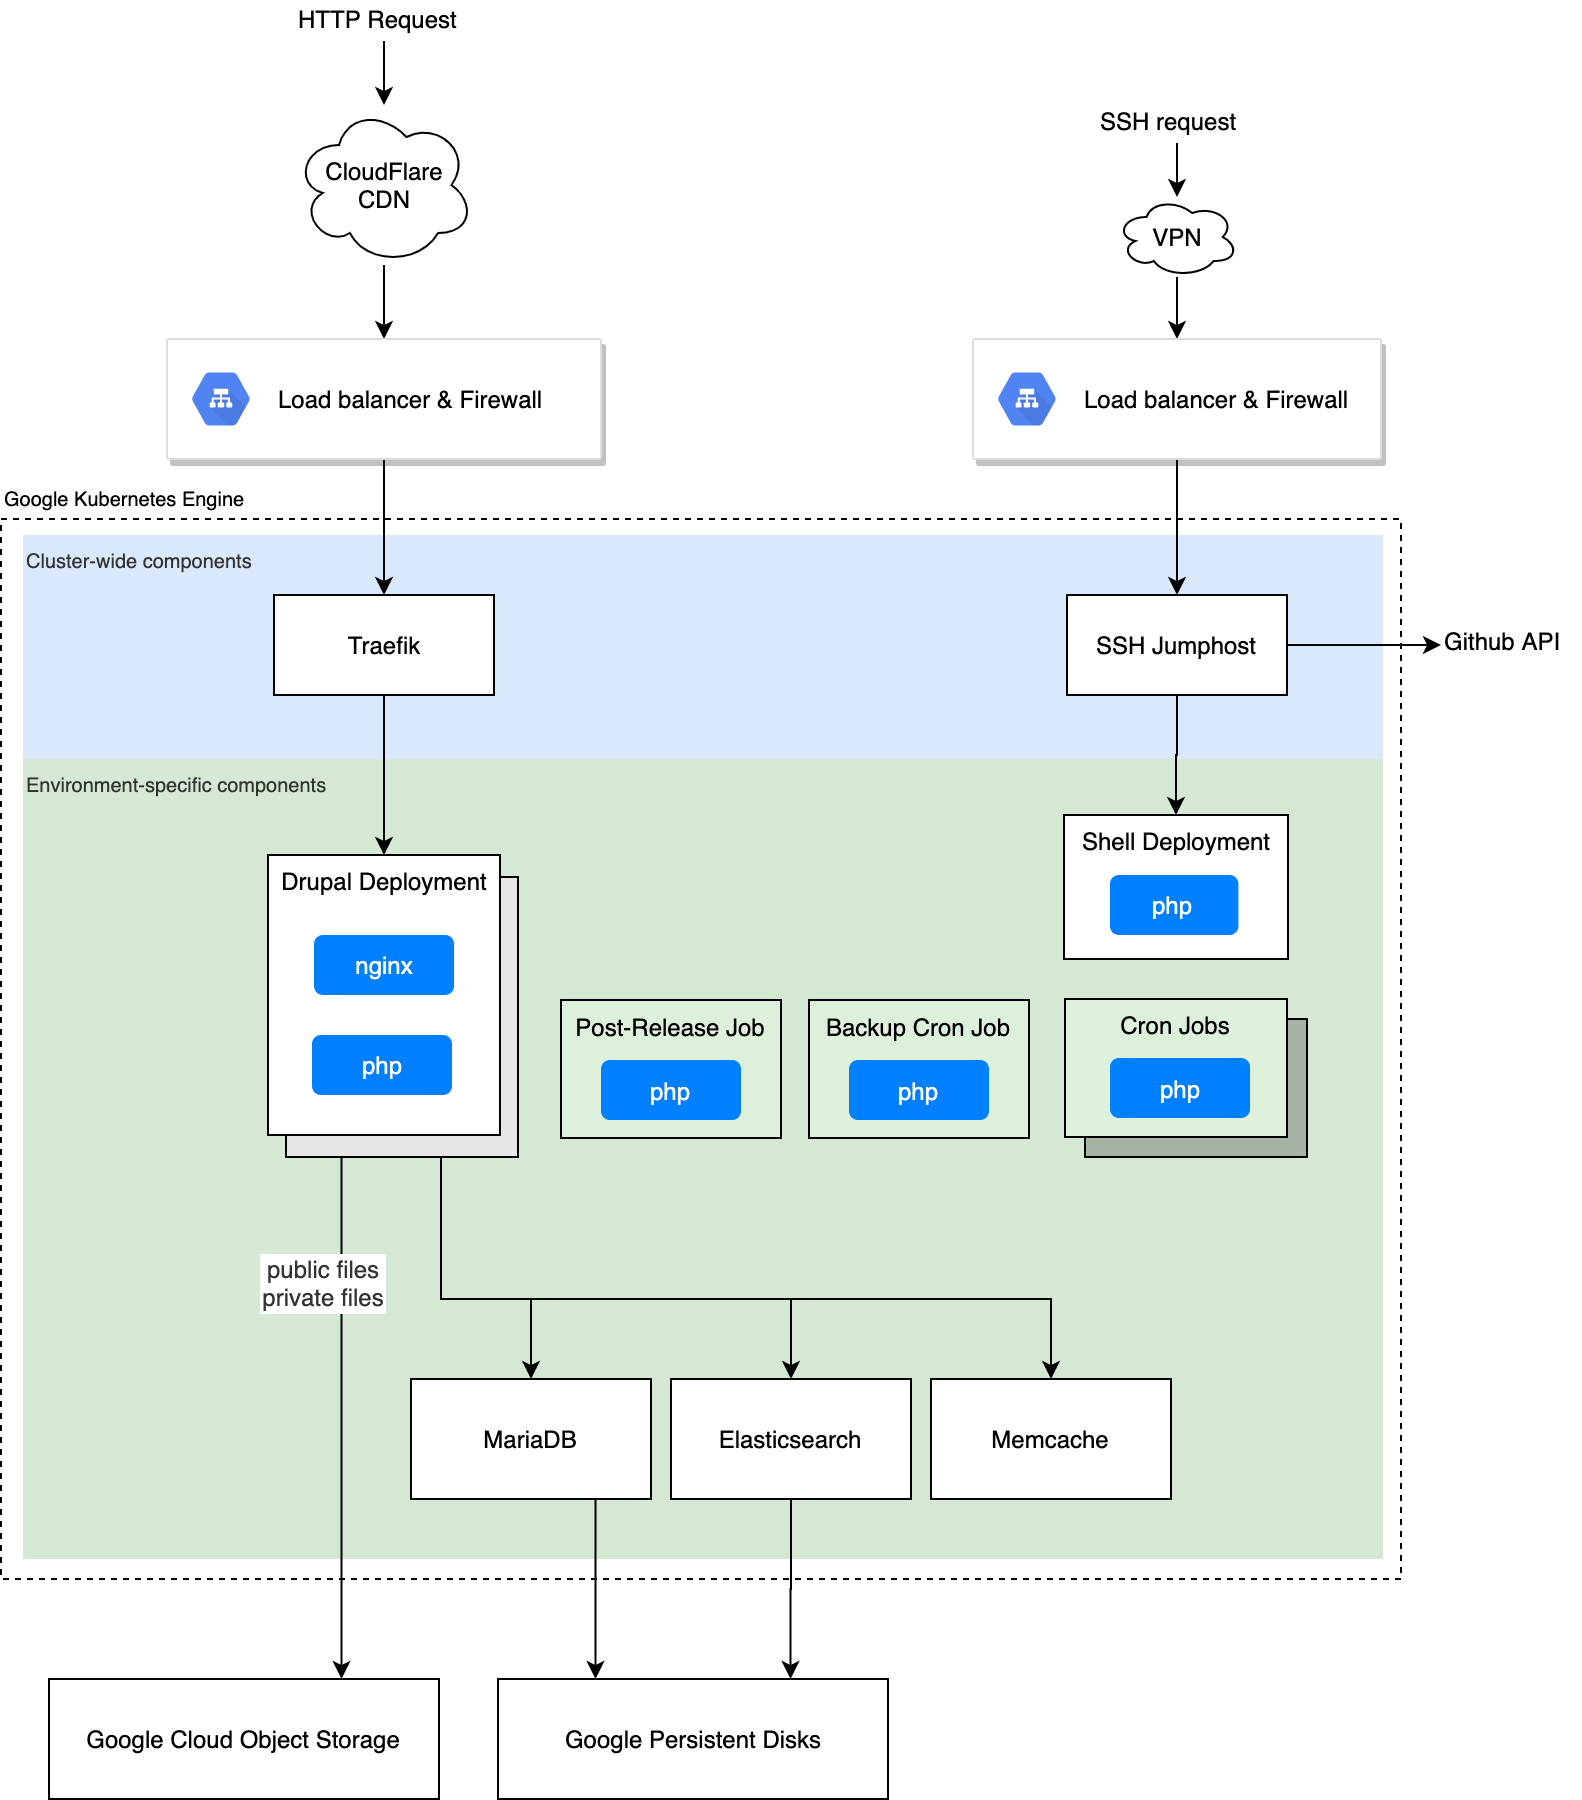 HTTP Request
SSH request
CloudFlare
CDN
VPN
Load balancer & Firewall
Load balancer & Firewall
Google Kubernetes Engine
Cluster-wide components
Traefik
SSH Jumphost
Github API
Environment-specific components
Shell Deployment
php
Drupal Deployment
nginx
php
Post-Release Job
php
Backup Cron Job
php
Cron Jobs
php
public files
private files
MariaDB
Elasticsearch
Memcache
Google Cloud Object Storage
Google Persistent Disks